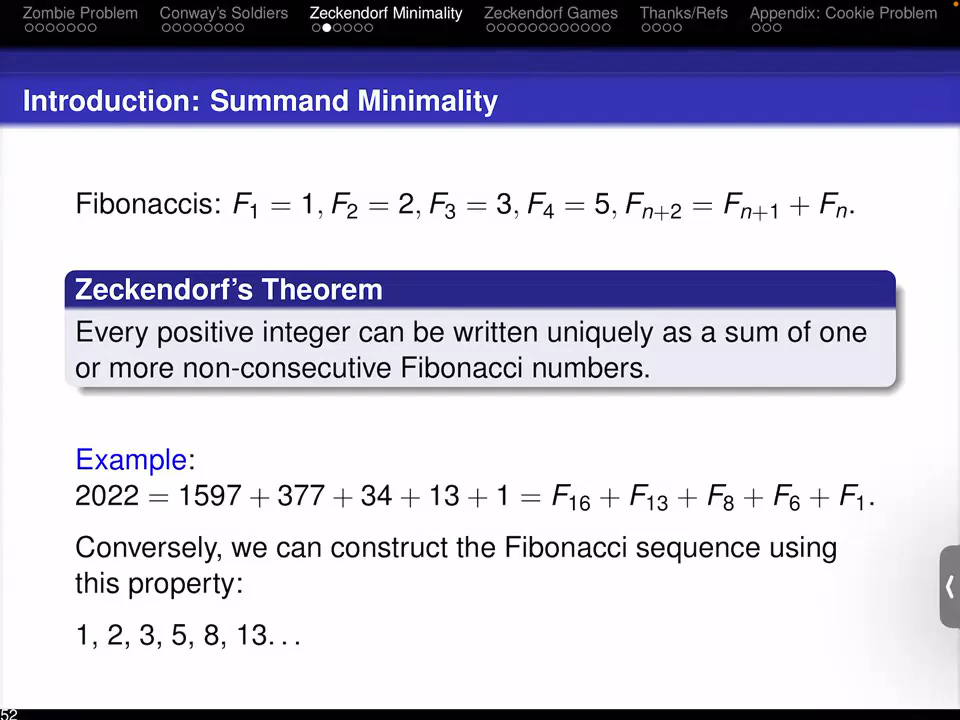 Zombie Problem Conway's Soldiers Zeckendorf Minimality Zeckendorf Games Thanks/Refs Appendix: Cookie Problem
Introduction: Summand Minimality
Fibonaccis: F₁ = 1, F₂ = 2, F₃ = 3, F₄ = 5, Fₙ₊₂ = Fₙ₊₁ + Fₙ.
Zeckendorf's Theorem
Every positive integer can be written uniquely as a sum of one
or more non-consecutive Fibonacci numbers.
Example:
2022 = 1597 + 377 + 34 + 13 + 1 = F₁₆ + F₁₃ + F₈ + F₆ + F₁.
Conversely, we can construct the Fibonacci sequence using
this property:
1, 2, 3, 5, 8, 13...
52